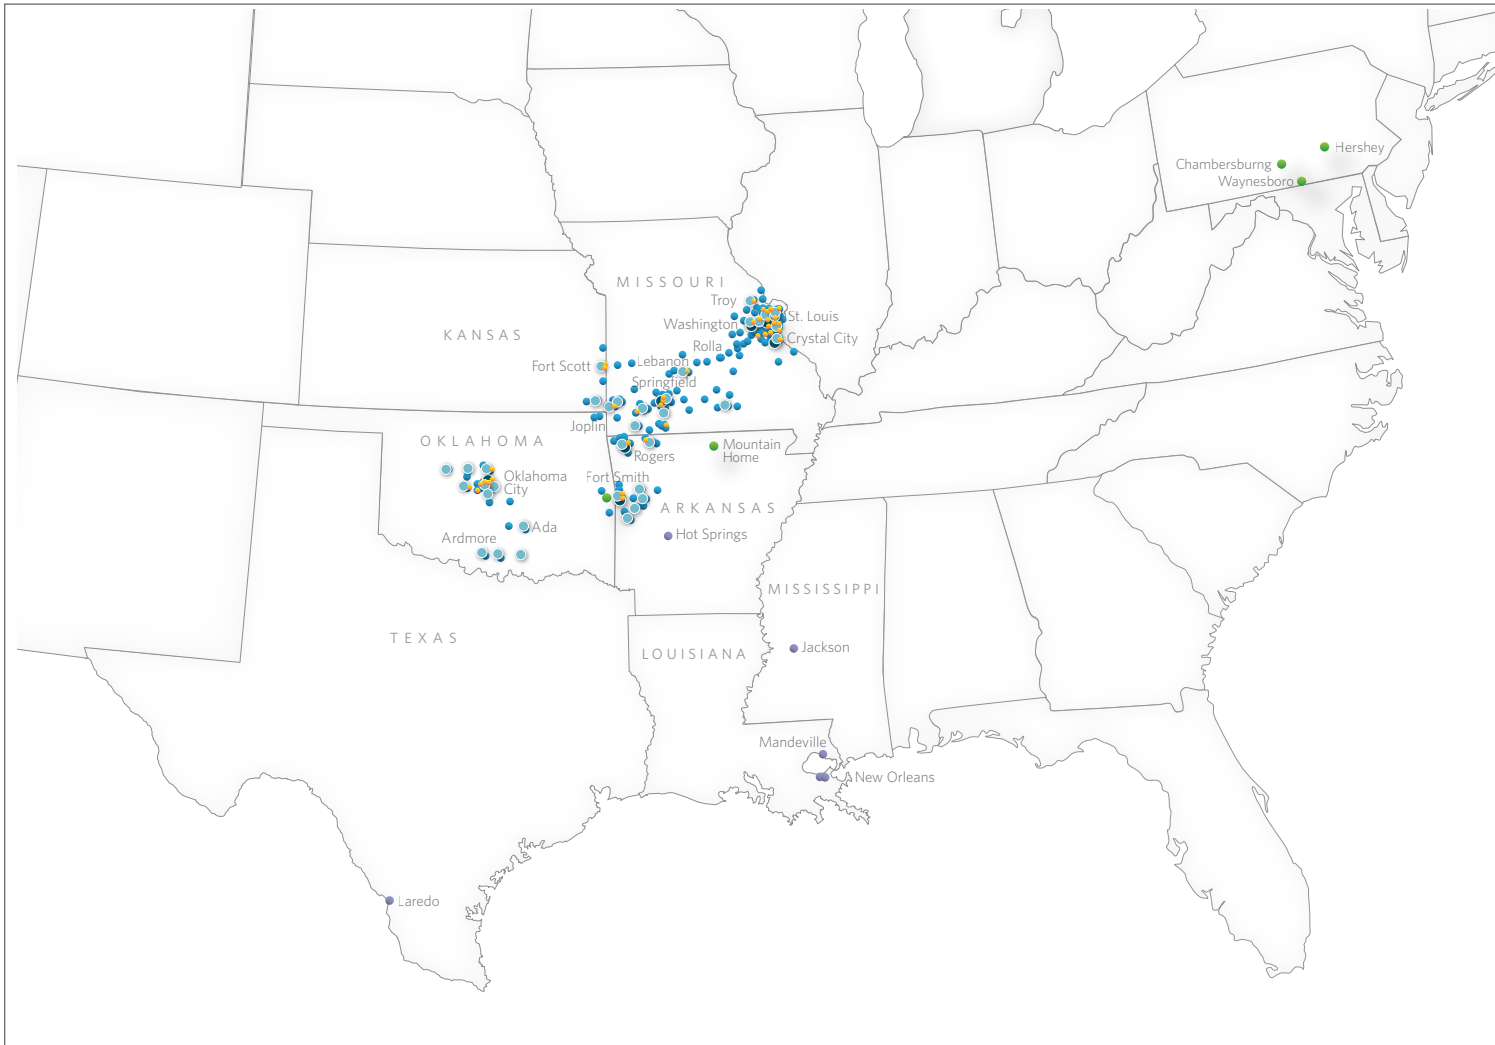 Hershey
Chambersburng
Waynesboro
MISSOURI
Troy
St. Louis
Washington
KANSAS
Crystal City
Rolla
Lebanon
Fort Scott
Springfield
Joplin
OKLAHOMA
Mountain
Home
Rogers
Oklahoma
City
Fort Smith
ARKANSAS
Ada
Ardmore
Hot Springs
MISSISSIPPI
TEXAS
Jackson
LOUISIANA
Mandeville
New Orleans
Laredo